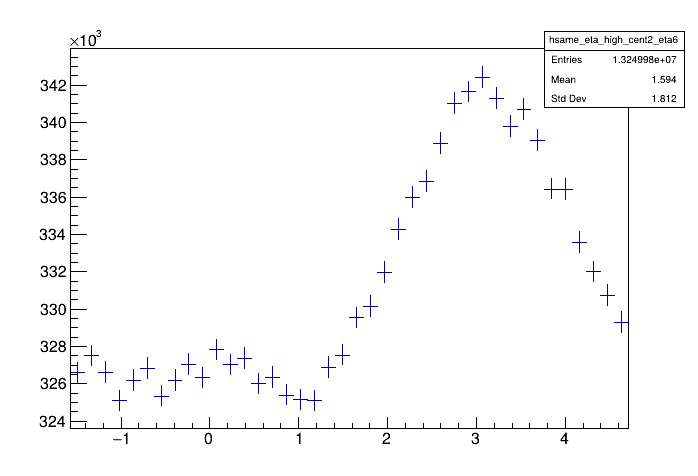 ×10³
hsame_eta_high_cent2_eta6
Entries 1.324998e+07
Mean 1.594
Std Dev 1.812
342
340
338
336
334
332
330
328
326
324
−1 0 1 2 3 4